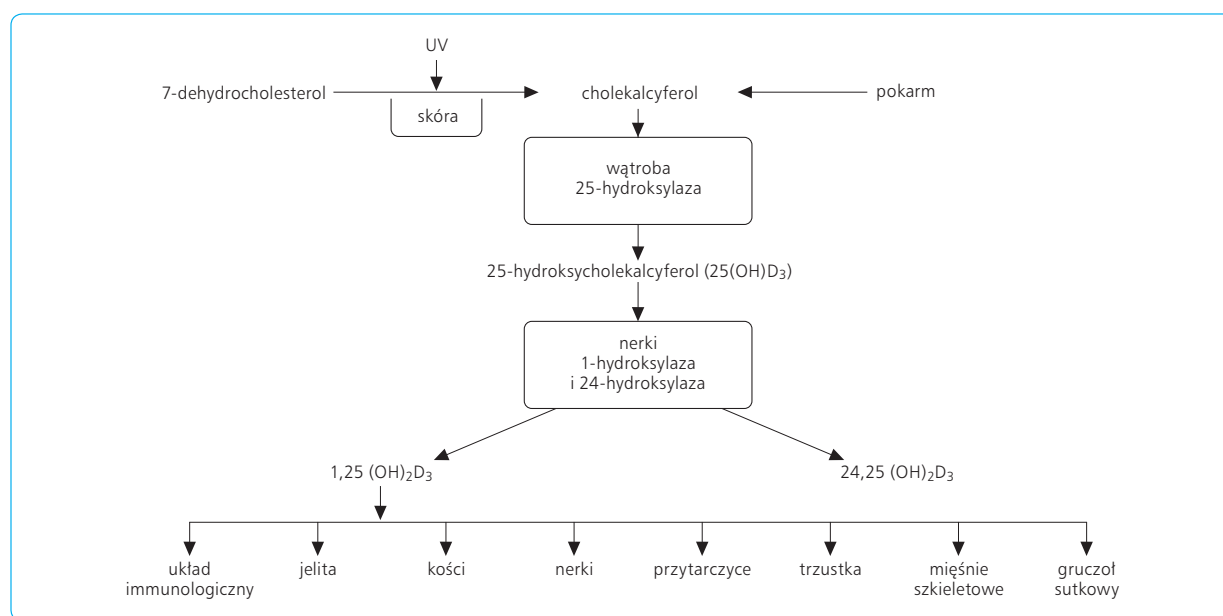 UV
7-dehydrocholesterol
cholekalcyferol
pokarm
skóra
wątroba
25-hydroksylaza
25-hydroksycholekalcyferol (25(OH)D₃)
nerki
1-hydroksylaza
i 24-hydroksylaza
1,25 (OH)₂D₃
24,25 (OH)₂D₃
układ
immunologiczny
jelita
kości
nerki
przytarczyce
trzustka
mięśnie
szkieletowe
gruczoł
sutkowy